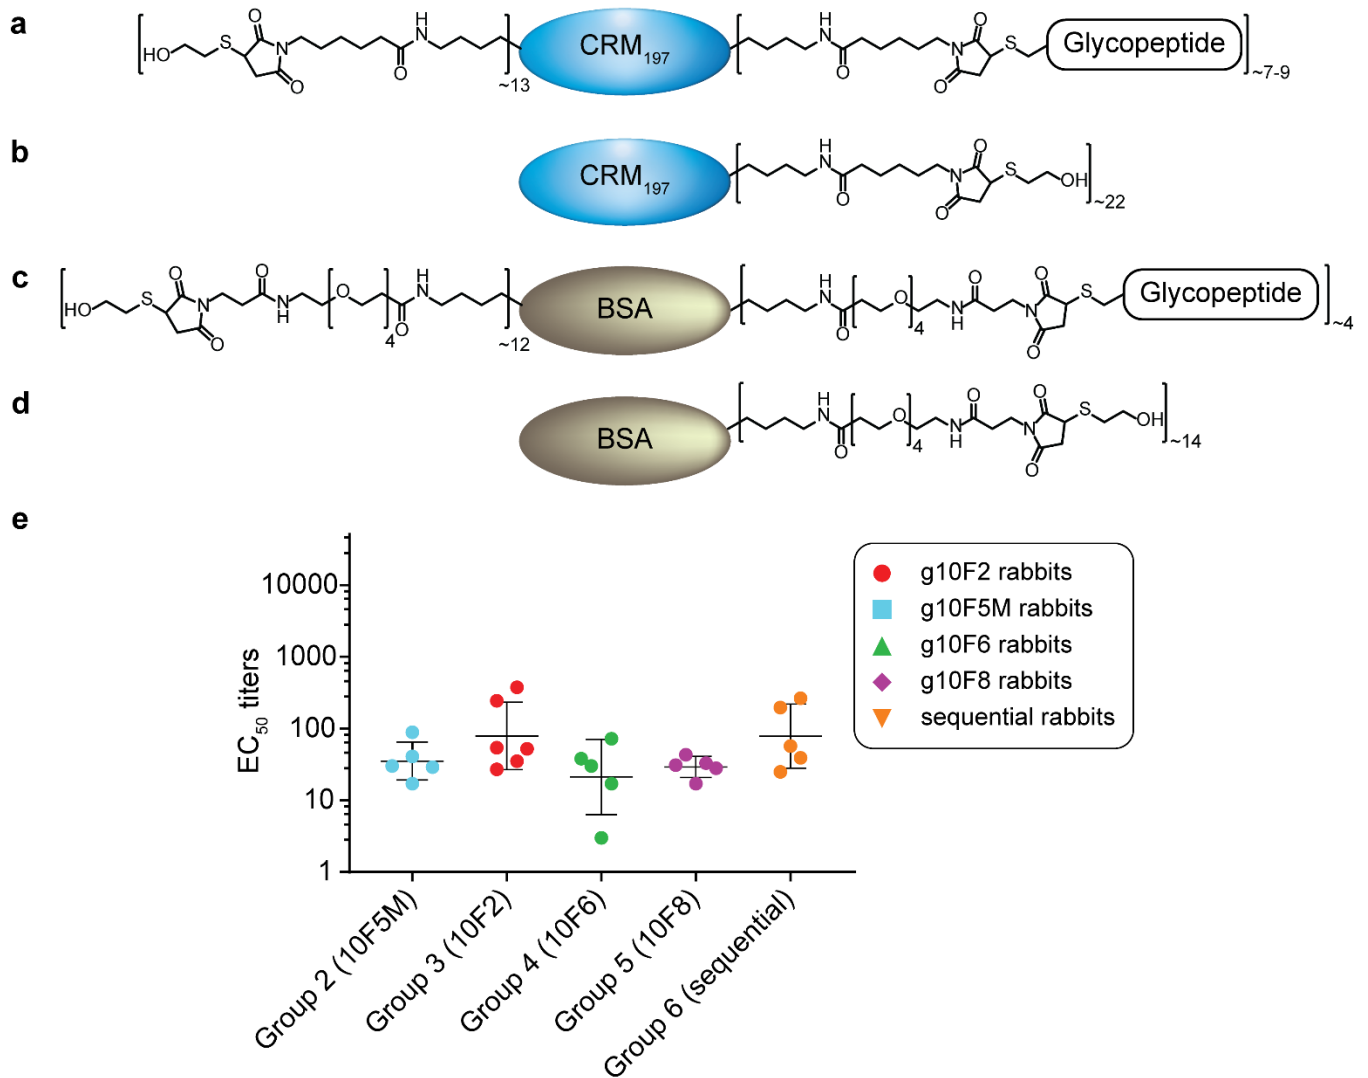 a
HO S O N O O H N ~13 CRM197 H N O O N O S Glycopeptide ~7-9
b
CRM197 H N O O N O S OH ~22
c
HO S O N O O N H O 4 O H N ~12 BSA H N O O 4 N H O O N O S Glycopeptide ~4
d
BSA H N O O 4 N H O O N O S OH ~14
e
EC50 titers
10000
1000
100
10
1
g10F2 rabbits
g10F5M rabbits
g10F6 rabbits
g10F8 rabbits
sequential rabbits
Group 2 (10F5M)
Group 3 (10F2)
Group 4 (10F6)
Group 5 (10F8)
Group 6 (sequential)